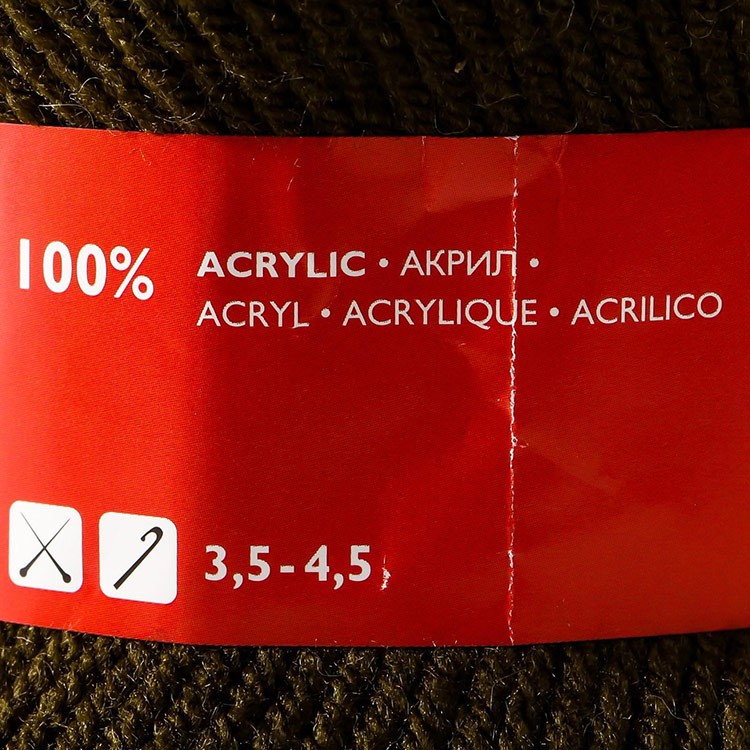 100%
ACRYLIC • АКРИЛ •
ACRYL • ACRYLIQUE • ACRILICO
3,5 - 4,5